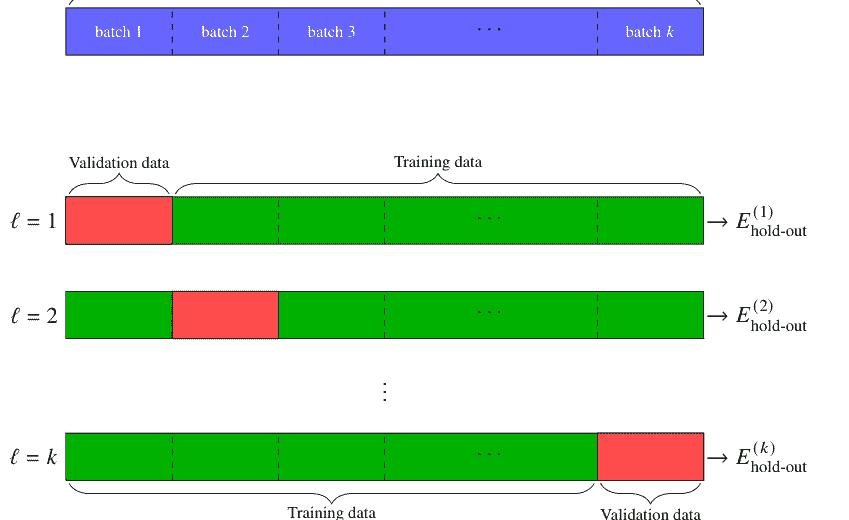 batch 1 batch 2 batch 3 ··· batch k
Validation data Training data
ℓ = 1 ··· → E^{(1)}_{hold-out}
ℓ = 2 ··· → E^{(2)}_{hold-out}
⋮
ℓ = k ··· → E^{(k)}_{hold-out}
Training data Validation data